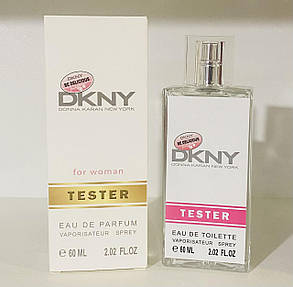 DKNY
BE DELICIOUS
DKNY
DONNA KARAN NEW YORK
for woman
TESTER
EAU DE PARFUM
VAPORISATEUR SPREY
℮ 60 ML 2.02 FL.OZ
DKNY
BE DELICIOUS
DKNY
DONNA KARAN NEW YORK
TESTER
EAU DE TOILETTE
VAPORISATEUR SPREY
℮ 60 ML 2.02 FL.OZ